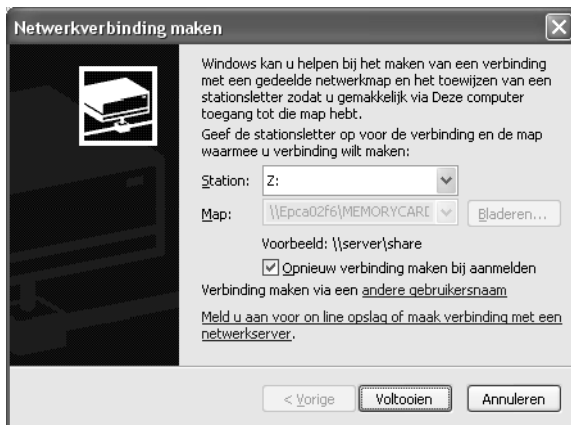 Netwerkverbinding maken
Windows kan u helpen bij het maken van een verbinding
met een gedeelde netwerkmap en het toewijzen van een
stationsletter zodat u gemakkelijk via Deze computer
toegang tot die map hebt.
Geef de stationsletter op voor de verbinding en de map
waarmee u verbinding wilt maken:
Station: Z:
Map: \\Epca02f6\MEMORYCARD Bladeren...
Voorbeeld: \\server\share
Opnieuw verbinding maken bij aanmelden
Verbinding maken via een andere gebruikersnaam
Meld u aan voor on line opslag of maak verbinding met een
netwerkserver.
< Vorige Voltooien Annuleren